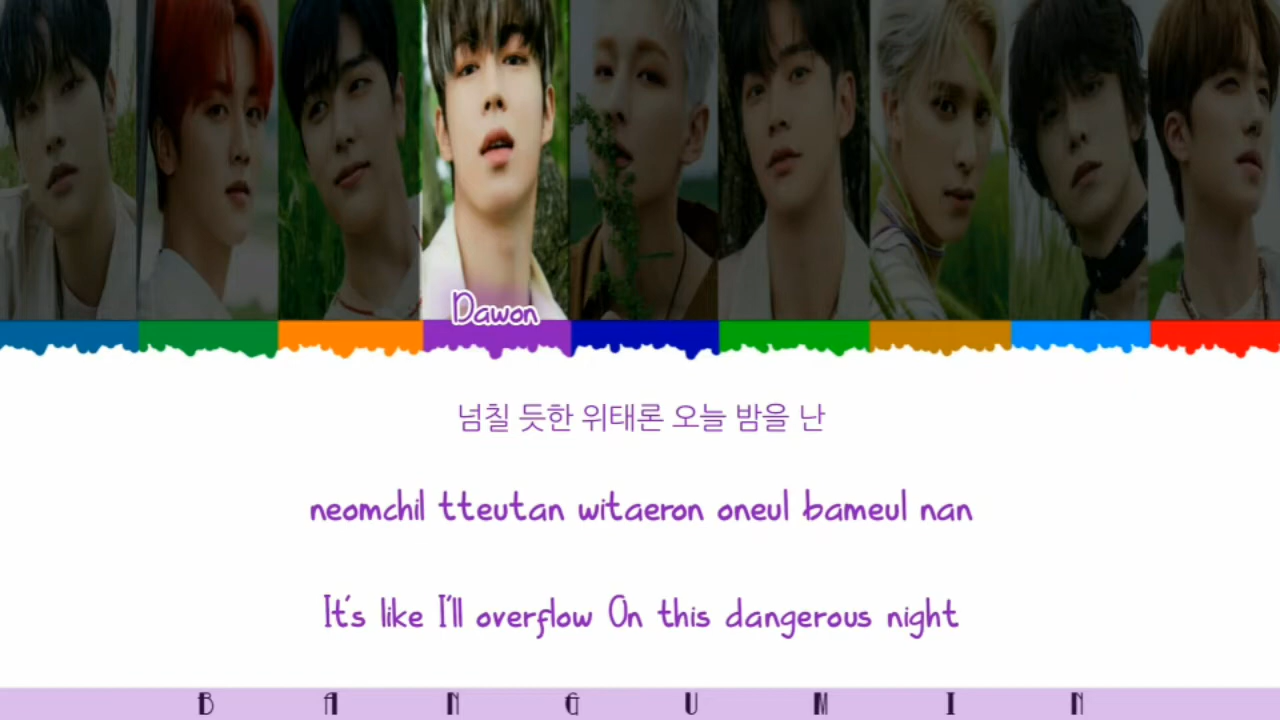 Dawon
넘칠 듯한 위태론 오늘 밤을 난
neomchil tteutan witaeron oneul bameul nan
It's like I'll overflow On this dangerous night
BANGUMIN